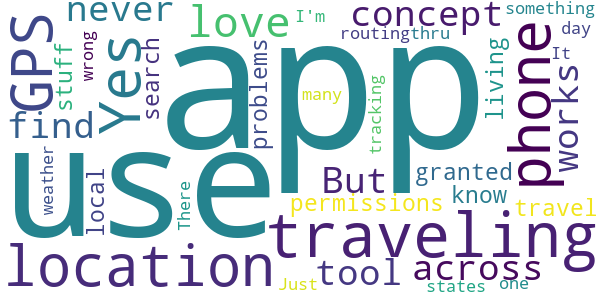 never
love
I'm
concept
something
routing
thru
day
GPS
stuff
wrong
Yes
search
app
problems
many
tracking
living
phone
It
works
find
use
But
granted
know
permissions
travel
weather
local
There
traveling
location
tool
across
Just
states
one